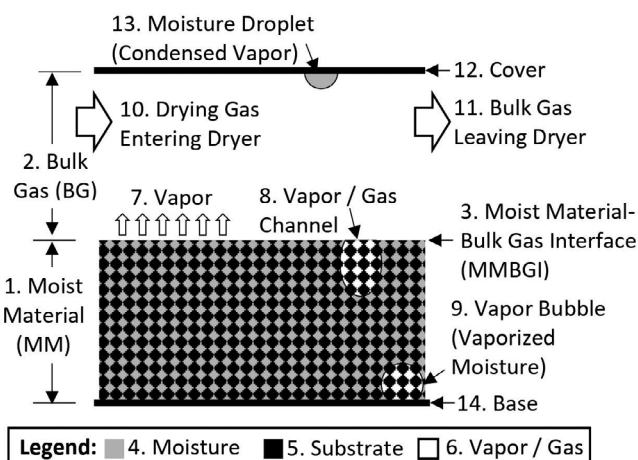 13. Moisture Droplet
(Condensed Vapor)
12. Cover
10. Drying Gas
Entering Dryer
11. Bulk Gas
Leaving Dryer
2. Bulk
Gas (BG)
7. Vapor
8. Vapor / Gas
Channel
3. Moist Material-
Bulk Gas Interface
(MMBGI)
1. Moist
Material
(MM)
9. Vapor Bubble
(Vaporized
Moisture)
14. Base
Legend: 4. Moisture 5. Substrate 6. Vapor / Gas